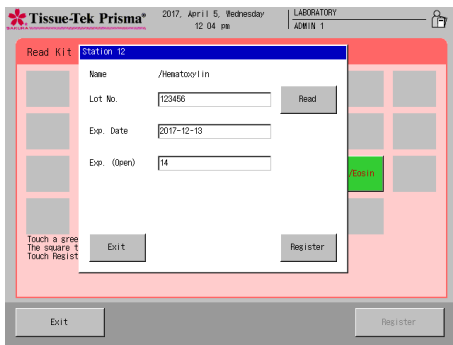 Tissue-Tek Prisma®
SAKURA
2017, April 5, Wednesday
12 04 pm
LABORATORY
ADMIN 1
Read Kit
Station 12
Name /Hematoxylin
Lot No. 123456 Read
Exp. Date 2017-12-13
Exp. (Open) 14
/Eosin
Touch a gree
The square t
Touch Regist
Exit Register
Exit Register